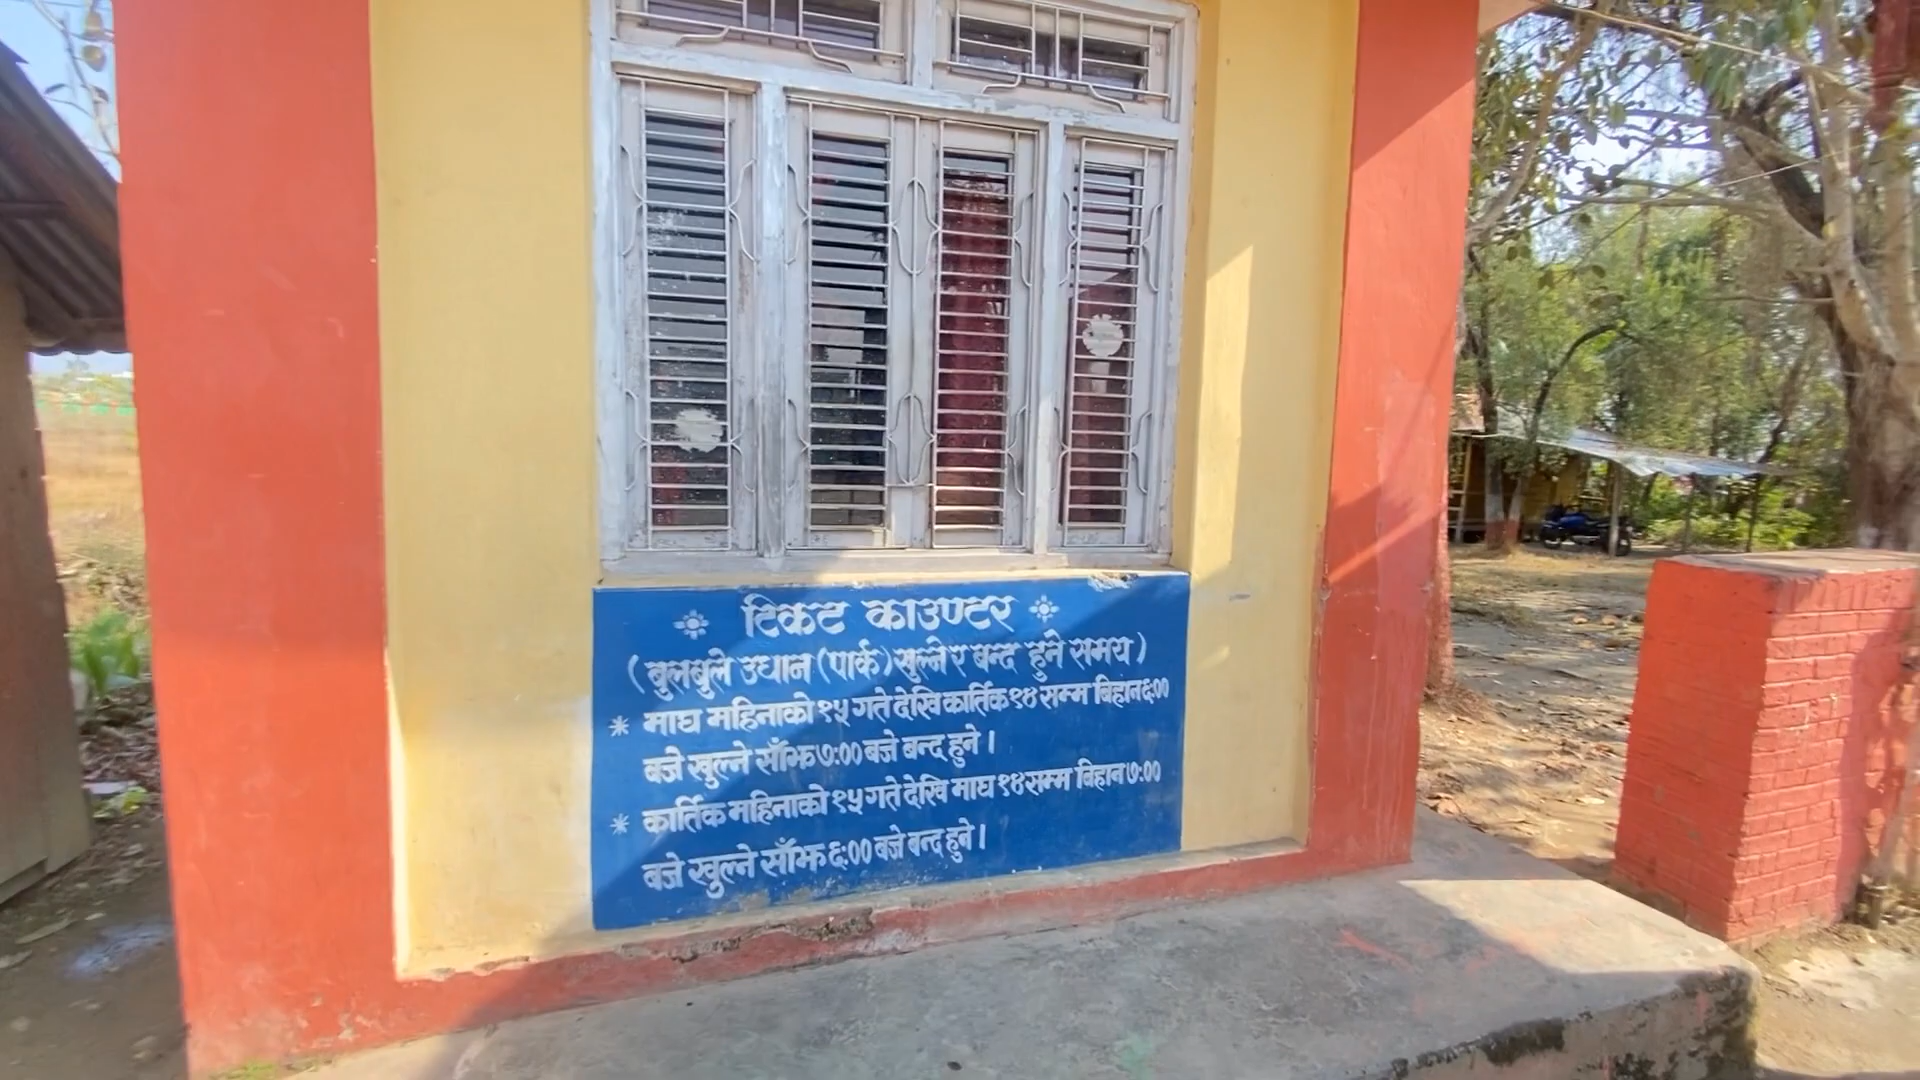 टिकट काउण्टर
(बुलबुले उधान (पार्क) खुल्ने र बन्द हुने समय)
* माघ महिनाको १५ गते देखि कार्तिक १४ सम्म बिहान ६:००
बजे खुल्ने साँझ ७:०० बजे बन्द हुने।
* कार्तिक महिनाको १५ गते देखि माघ १४ सम्म बिहान ७:००
बजे खुल्ने साँझ ६:०० बजे बन्द हुने।